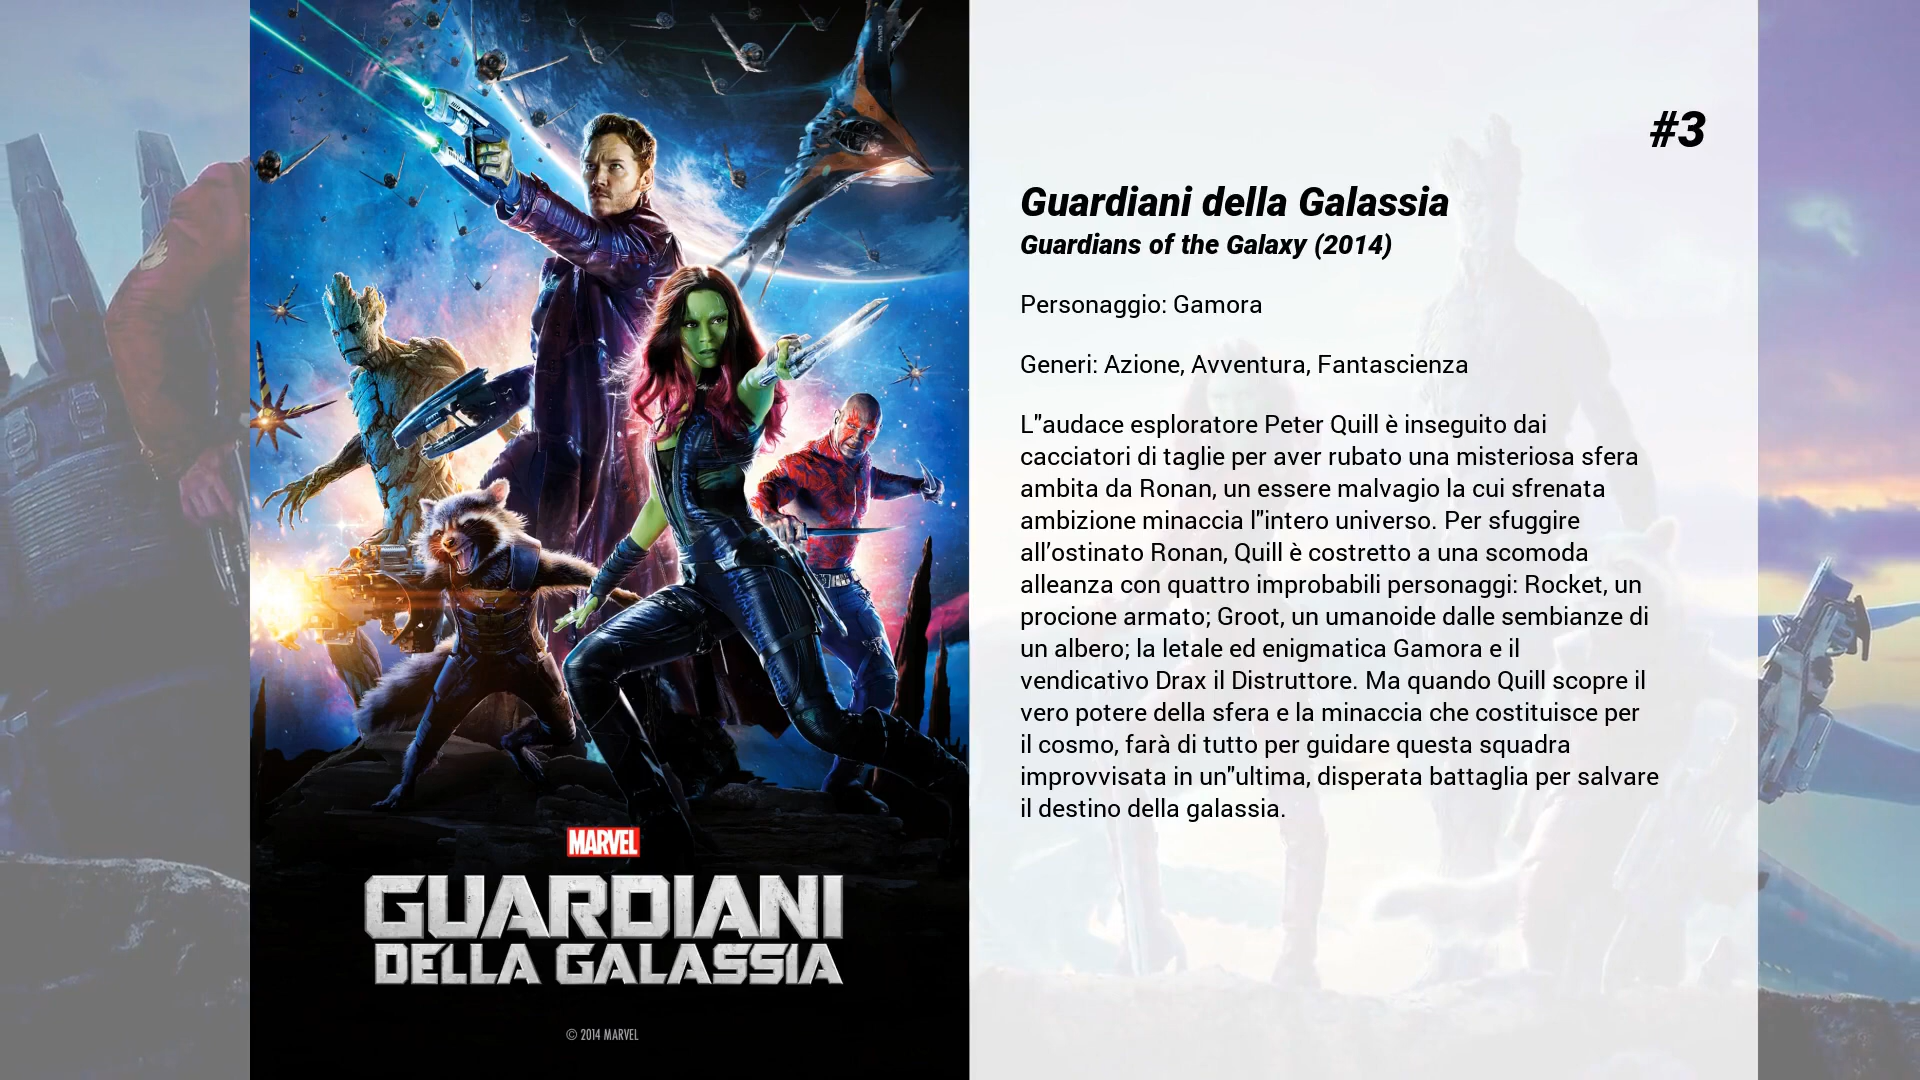 MARVEL
GUARDIANI
DELLA GALASSIA
© 2014 MARVEL
#3
Guardiani della Galassia
Guardians of the Galaxy (2014)
Personaggio: Gamora
Generi: Azione, Avventura, Fantascienza
L"audace esploratore Peter Quill è inseguito dai
cacciatori di taglie per aver rubato una misteriosa sfera
ambita da Ronan, un essere malvagio la cui sfrenata
ambizione minaccia l"intero universo. Per sfuggire
all’ostinato Ronan, Quill è costretto a una scomoda
alleanza con quattro improbabili personaggi: Rocket, un
procione armato; Groot, un umanoide dalle sembianze di
un albero; la letale ed enigmatica Gamora e il
vendicativo Drax il Distruttore. Ma quando Quill scopre il
vero potere della sfera e la minaccia che costituisce per
il cosmo, farà di tutto per guidare questa squadra
improvvisata in un"ultima, disperata battaglia per salvare
il destino della galassia.